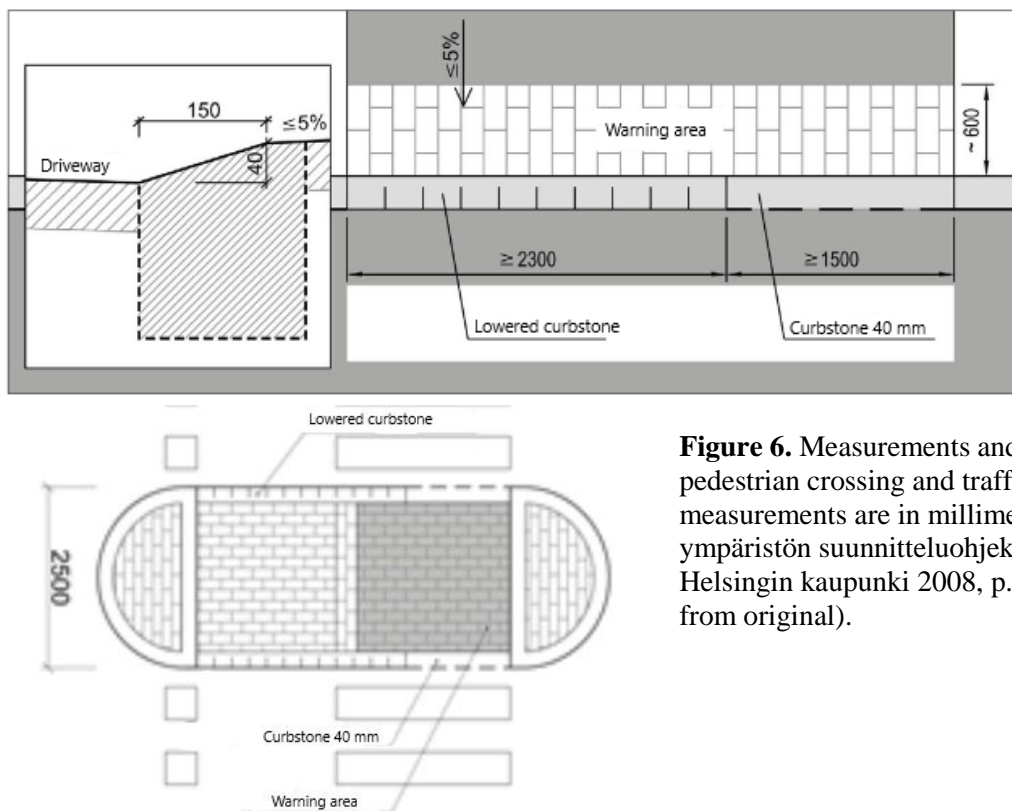 ≤5%
150
≤5%
Driveway
40
Warning area
~ 600
≥ 2300
≥ 1500
Lowered curbstone
Curbstone 40 mm
Lowered curbstone
2500
Curbstone 40 mm
Warning area
Figure 6. Measurements and
pedestrian crossing and traff
measurements are in millime
ympäristön suunnitteluohjek
Helsingin kaupunki 2008, p.
from original).